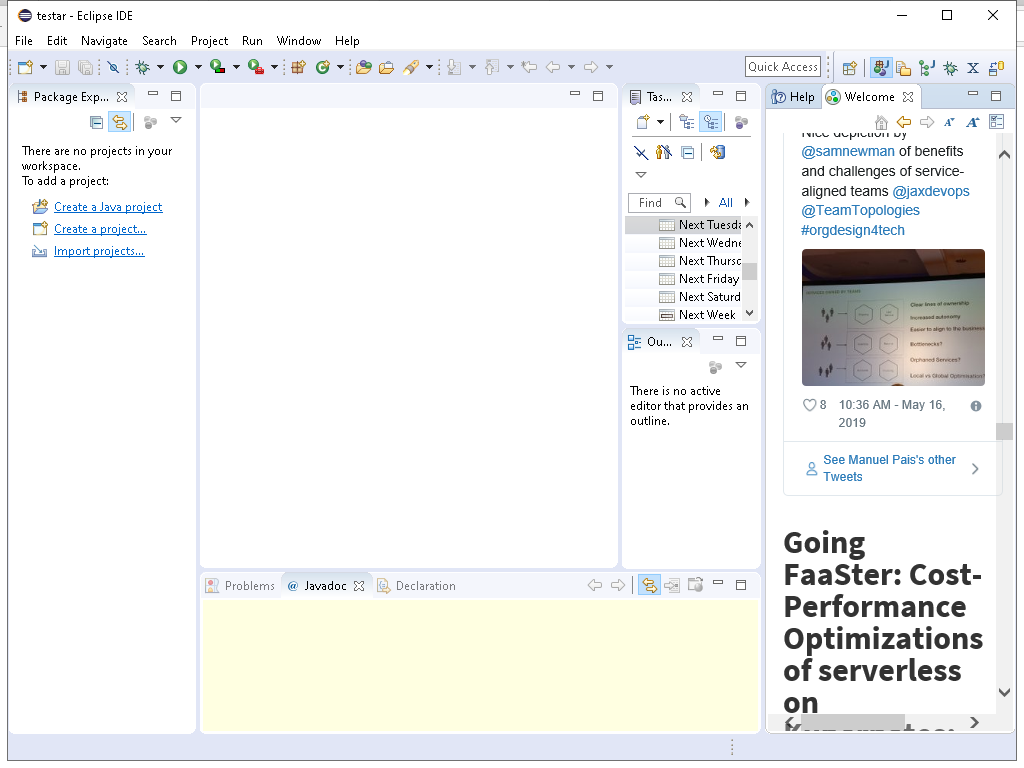 testar - Eclipse IDE
File Edit Navigate Search Project Run Window Help
Quick Access
Package Exp...
There are no projects in your
workspace.
To add a project:
Create a Java project
Create a project...
Import projects...
Tas...
Find All
Next Tuesda
Next Wedne
Next Thursd
Next Friday
Next Saturd
Next Week
Ou...
There is no active
editor that provides an
outline.
Problems @ Javadoc Declaration
Help Welcome
Nice depiction by
@samnewman of benefits
and challenges of service-
aligned teams @jaxdevops
@TeamTopologies
#orgdesign4tech
Clear lines of ownership
Increased autonomy
Easier to align to the business
Bottlenecks?
Orphaned Services?
Local vs Global Optimisation?
8 10:36 AM - May 16,
2019
See Manuel Pais's other
Tweets
Going
FaaSter: Cost-
Performance
Optimizations
of serverless
on